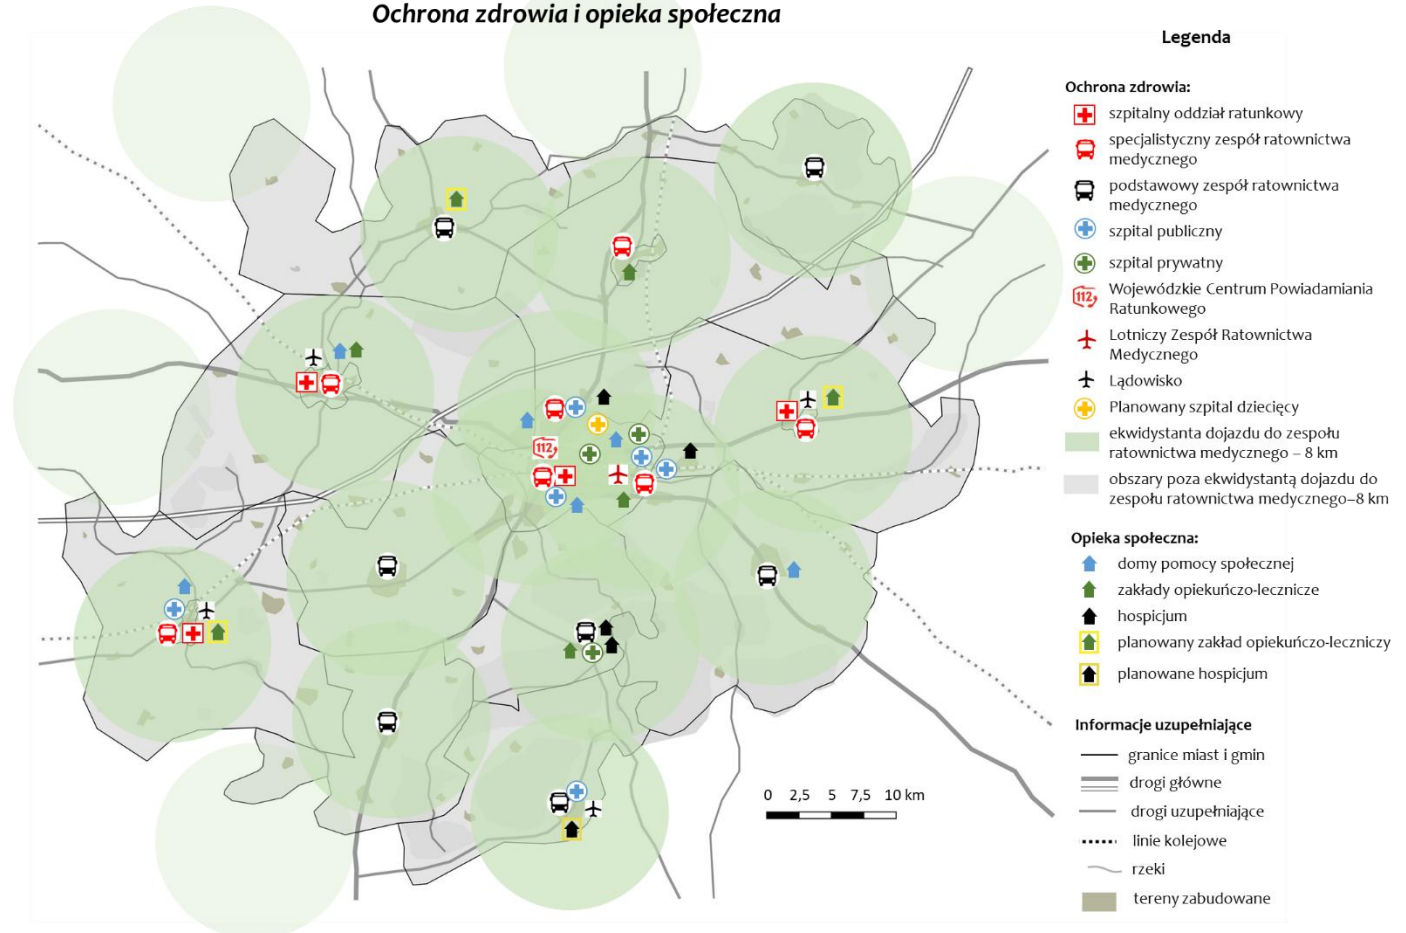 Ochrona zdrowia i opieka społeczna
Legenda
Ochrona zdrowia:
szpitalny oddział ratunkowy
specjalistyczny zespół ratownictwa
medycznego
podstawowy zespół ratownictwa
medycznego
szpital publiczny
szpital prywatny
112
Wojewódzkie Centrum Powiadamiania
Ratunkowego
Lotniczy Zespół Ratownictwa
Medycznego
Lądowisko
Planowany szpital dziecięcy
ekwidystanta dojazdu do zespołu
ratownictwa medycznego – 8 km
obszary poza ekwidystantą dojazdu do
zespołu ratownictwa medycznego–8 km
Opieka społeczna:
domy pomocy społecznej
zakłady opiekuńczo-lecznicze
hospicjum
planowany zakład opiekuńczo-leczniczy
planowane hospicjum
Informacje uzupełniające
granice miast i gmin
drogi główne
drogi uzupełniające
linie kolejowe
rzeki
tereny zabudowane
112
0 2,5 5 7,5 10 km